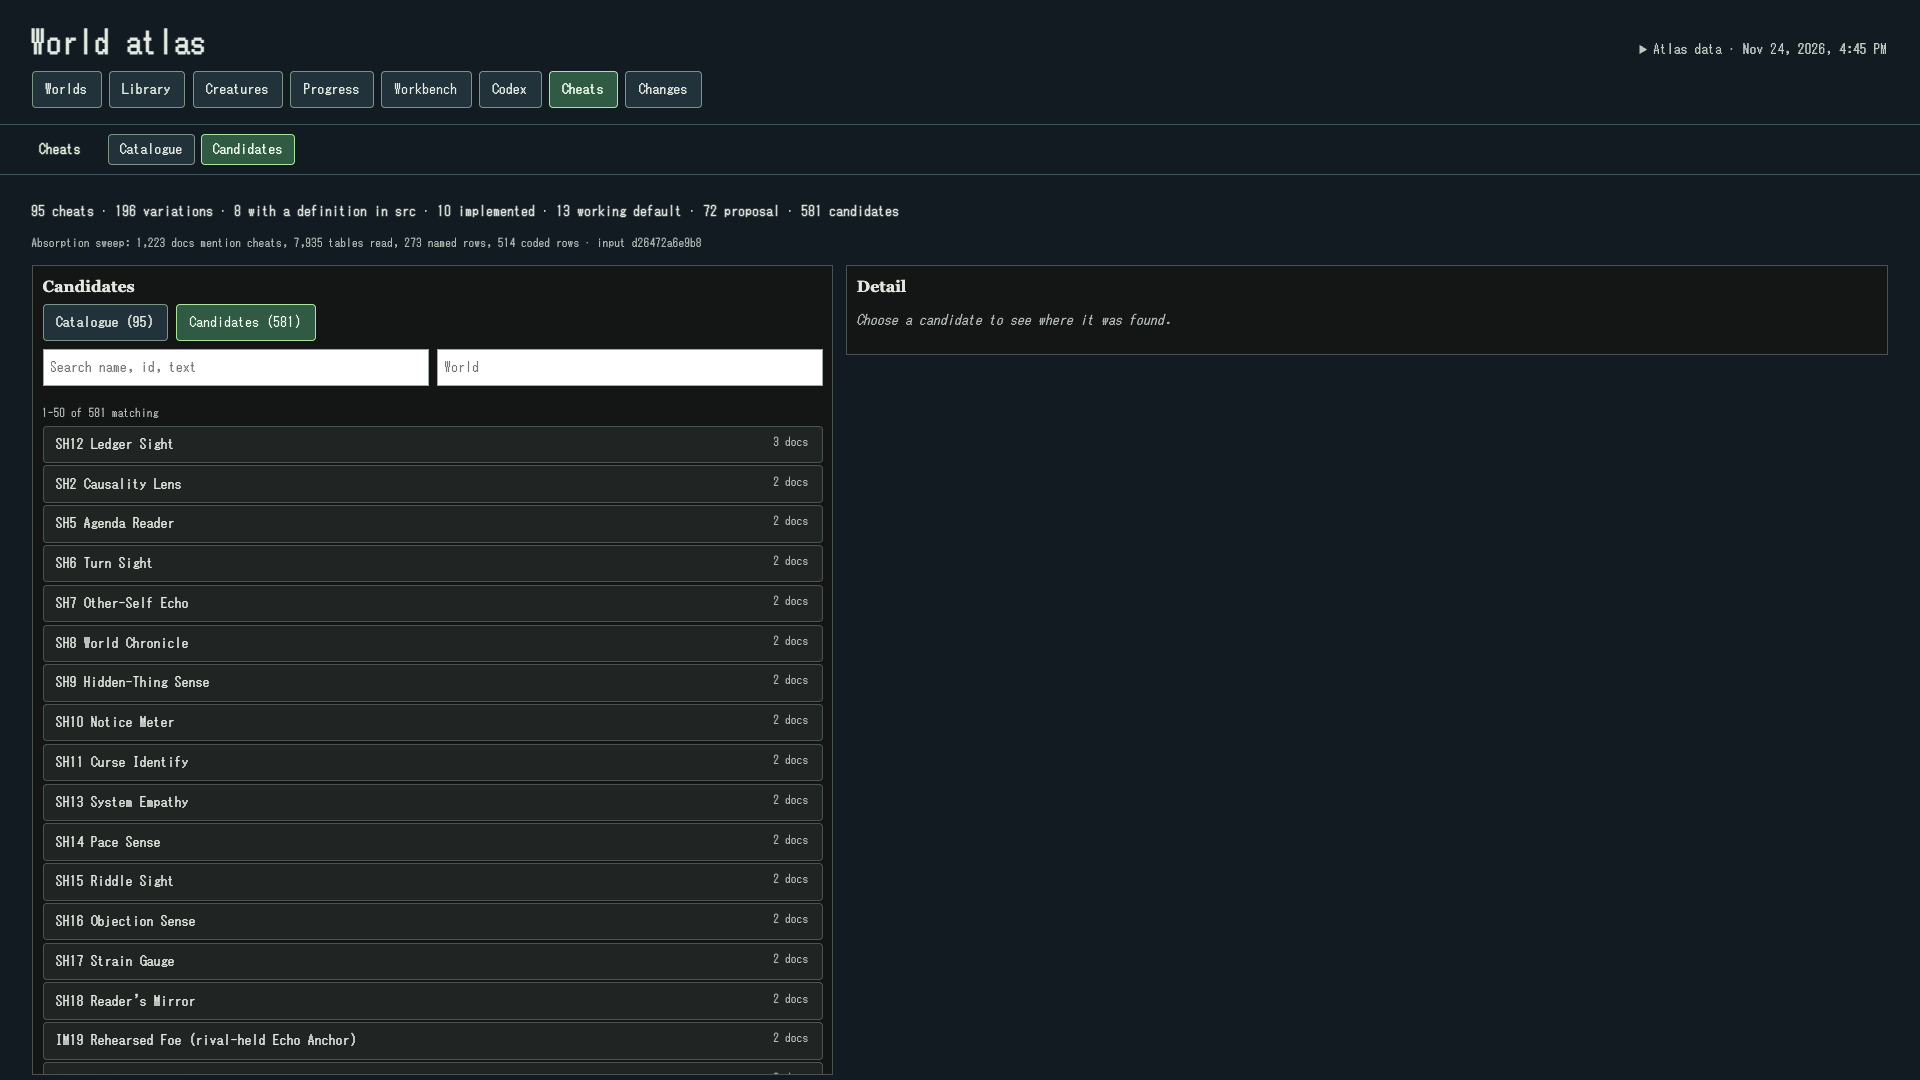 World atlas
▶ Atlas data · Nov 24, 2026, 4:45 PM
Worlds Library Creatures Progress Workbench Codex Cheats Changes
Cheats Catalogue Candidates
95 cheats · 196 variations · 8 with a definition in src · 10 implemented · 13 working default · 72 proposal · 581 candidates
Absorption sweep: 1,223 docs mention cheats, 7,935 tables read, 273 named rows, 514 coded rows · input d26472a6e9b8
Candidates
Catalogue (95) Candidates (581)
Search name, id, text World
1-50 of 581 matching
SH12 Ledger Sight 3 docs
SH2 Causality Lens 2 docs
SH5 Agenda Reader 2 docs
SH6 Turn Sight 2 docs
SH7 Other-Self Echo 2 docs
SH8 World Chronicle 2 docs
SH9 Hidden-Thing Sense 2 docs
SH10 Notice Meter 2 docs
SH11 Curse Identify 2 docs
SH13 System Empathy 2 docs
SH14 Pace Sense 2 docs
SH15 Riddle Sight 2 docs
SH16 Objection Sense 2 docs
SH17 Strain Gauge 2 docs
SH18 Reader's Mirror 2 docs
IM19 Rehearsed Foe (rival-held Echo Anchor) 2 docs
Detail
Choose a candidate to see where it was found.